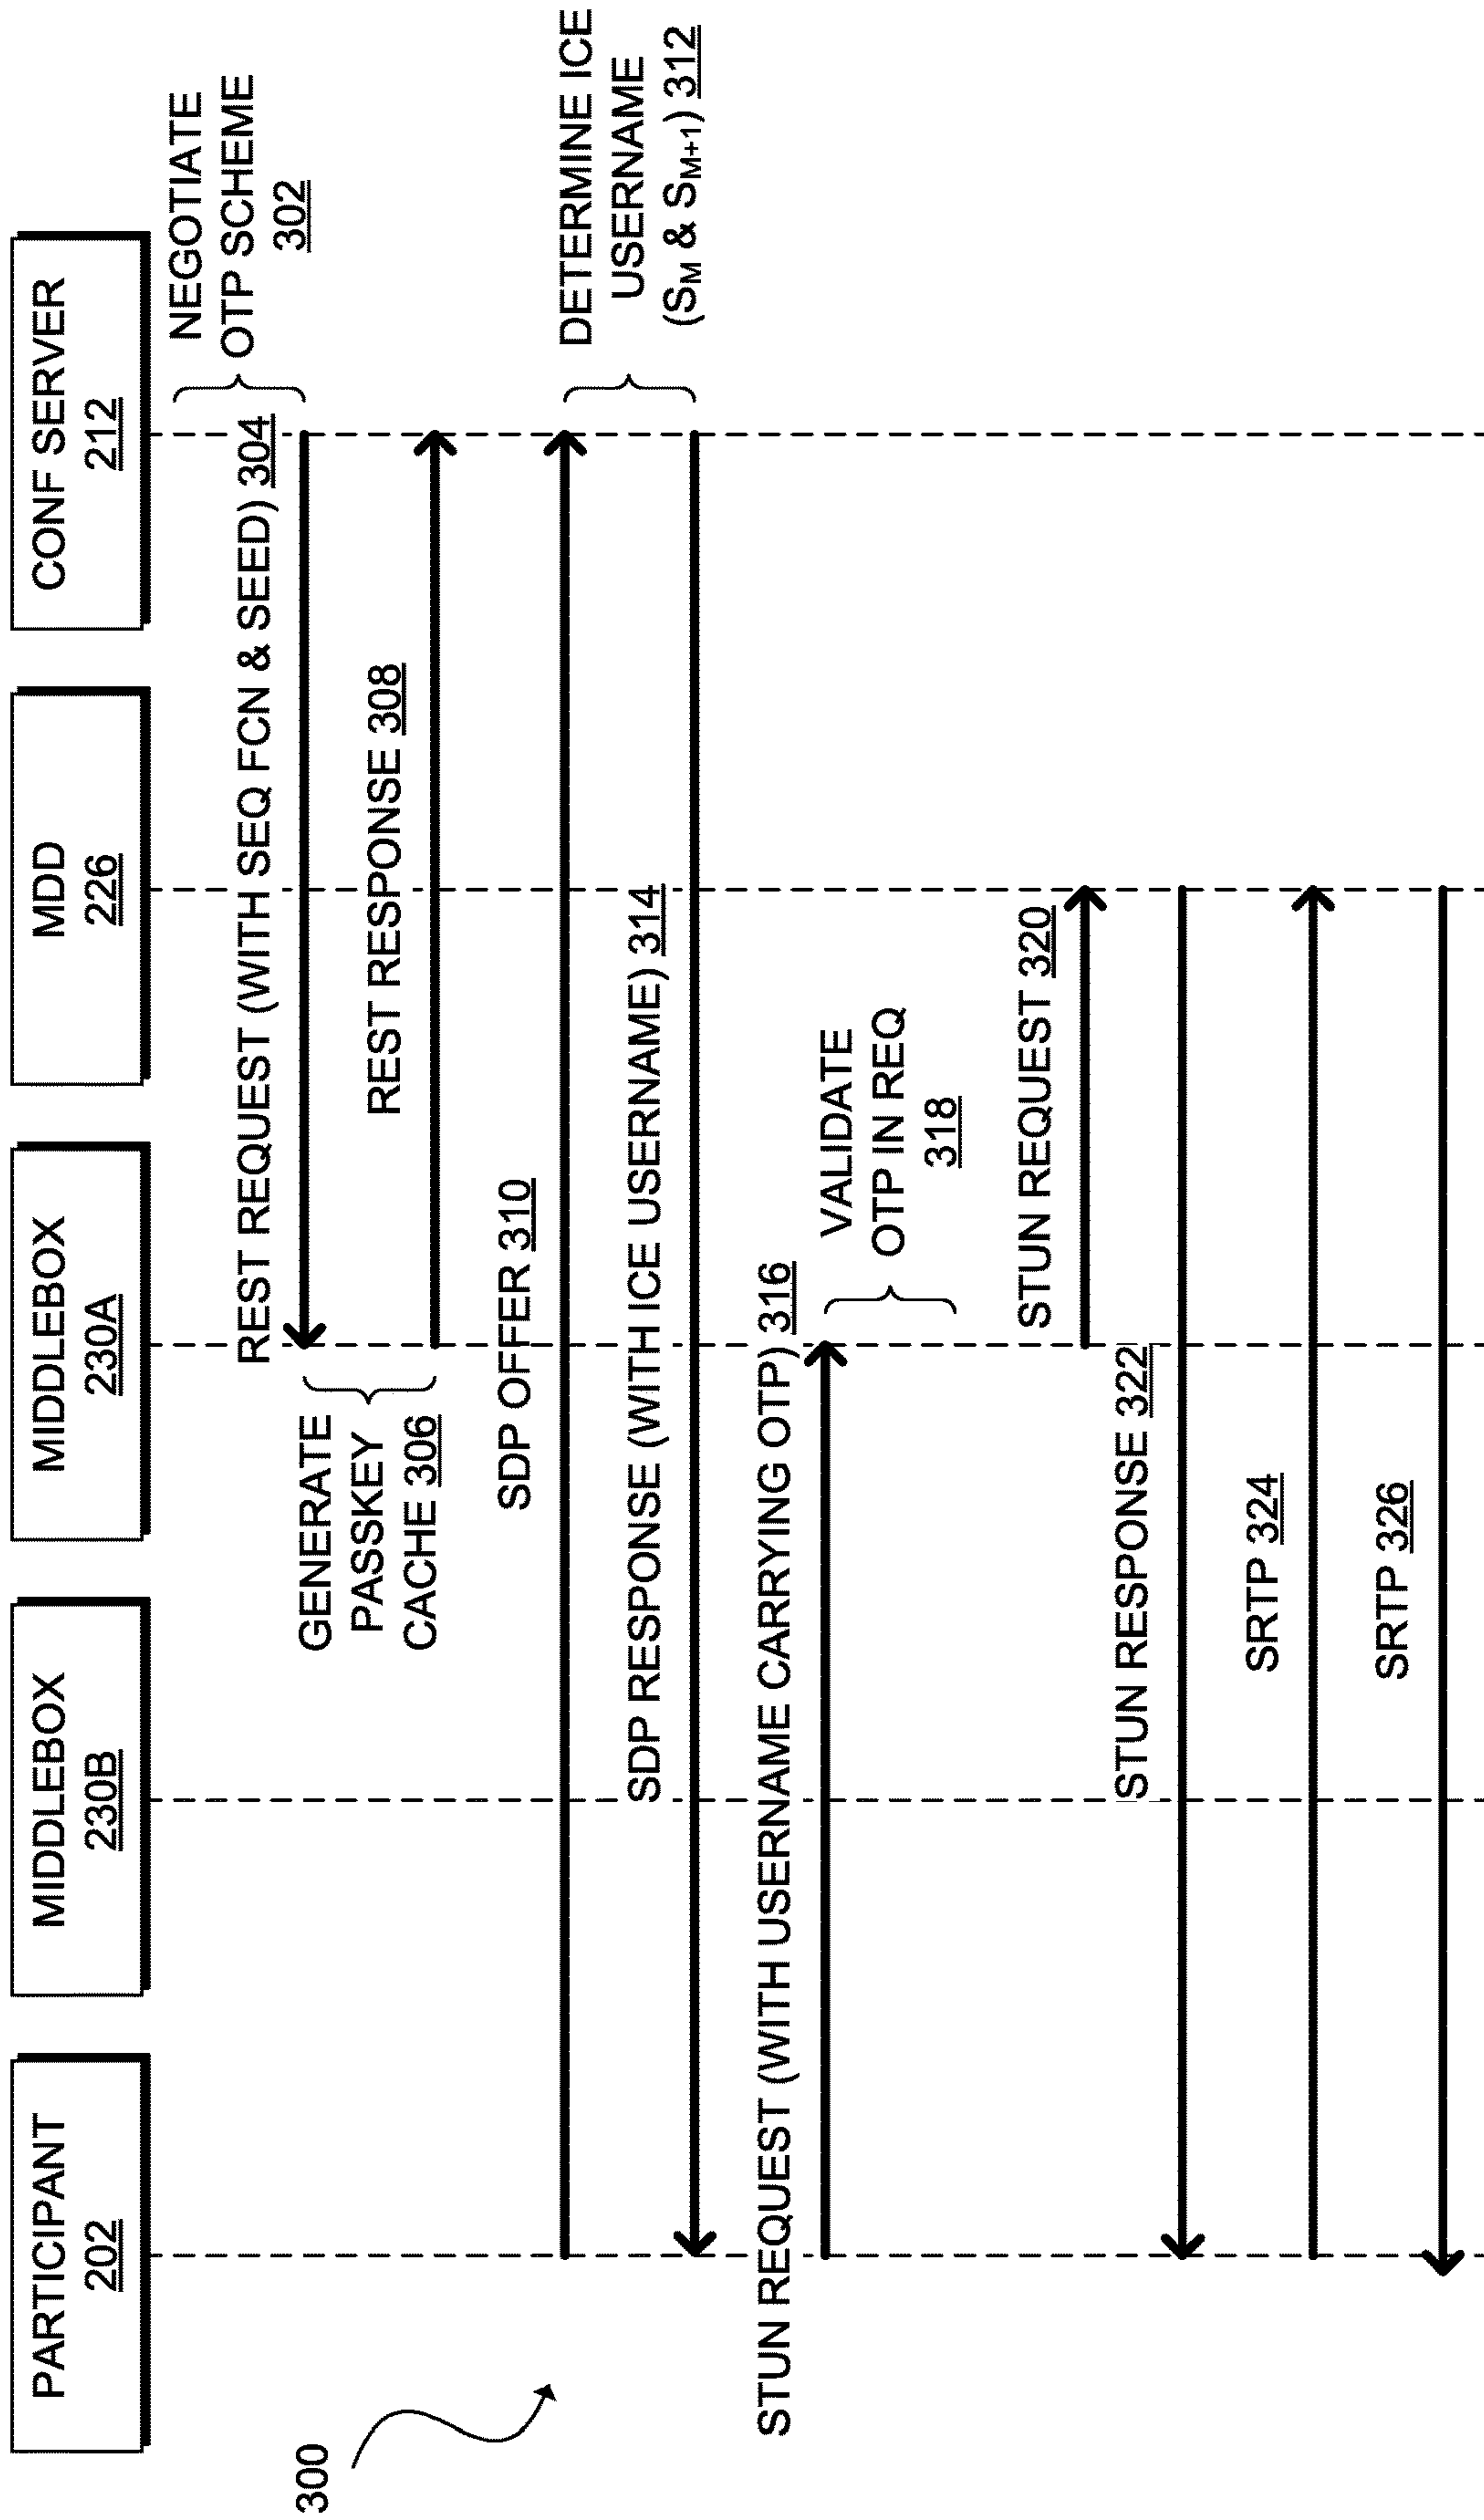 PARTICIPANT
202
MIDDLEBOX
230B
MIDDLEBOX
230A
MDD
226
CONF SERVER
212
NEGOTIATE
OTP SCHEME
302
REST REQUEST (WITH SEQ FCN & SEED) 304
GENERATE
PASSKEY
CACHE 306
REST RESPONSE 308
300
SDP OFFER 310
DETERMINE ICE
USERNAME
(SM & SM+1) 312
SDP RESPONSE (WITH ICE USERNAME) 314
STUN REQUEST (WITH USERNAME CARRYING OTP) 316
VALIDATE
OTP IN REQ
318
STUN REQUEST 320
STUN RESPONSE 322
SRTP 324
SRTP 326